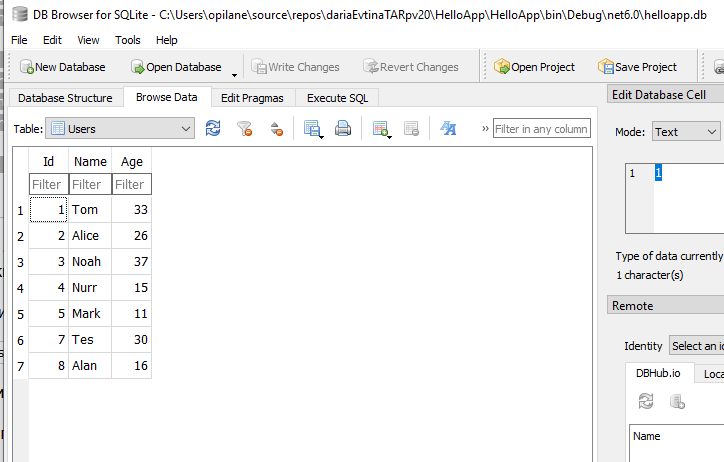 DB Browser for SQLite - C:\Users\opilane\source\repos\dariaEvtinaTARpv20\HelloApp\HelloApp\bin\Debug\net6.0\helloapp.db
File Edit View Tools Help
New Database Open Database Write Changes Revert Changes Open Project Save Project
Database Structure Browse Data Edit Pragmas Execute SQL
Edit Database Cell
Table: Users » Filter in any column
Mode: Text
Id Name Age
Filter Filter Filter
1 1
1 1 Tom 33
2 2 Alice 26
3 3 Noah 37
4 4 Nurr 15
5 5 Mark 11
6 7 Tes 30
7 8 Alan 16
Type of data currently
1 character(s)
Remote
Identity Select an id
DBHub.io Loca
Name